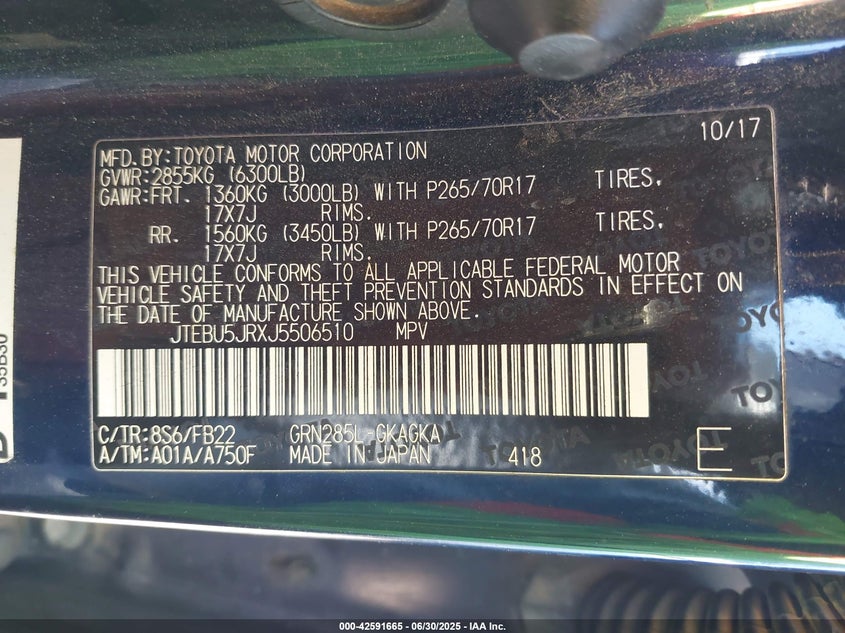 10/17
MFD.BY:TOYOTA MOTOR CORPORATION
GVWR:2855KG (6300LB)
GAWR:FRT. 1360KG (3000LB) WITH P265/70R17 TIRES,
17X7J RIMS.
RR. 1560KG (3450LB) WITH P265/70R17 TIRES,
17X7J RIMS.
THIS VEHICLE CONFORMS TO ALL APPLICABLE FEDERAL MOTOR
VEHICLE SAFETY AND THEFT PREVENTION STANDARDS IN EFFECT ON
THE DATE OF MANUFACTURE SHOWN ABOVE.
JTEBU5JRXJ5506510 MPV
C/TR:8S6/FB22 GRN285L-GKAGKA
A/TM:A01A/A750F MADE IN JAPAN 418 E
35B30
TOYOTA
TOYOTA
000-42591665 - 06/30/2025 - IAA Inc.